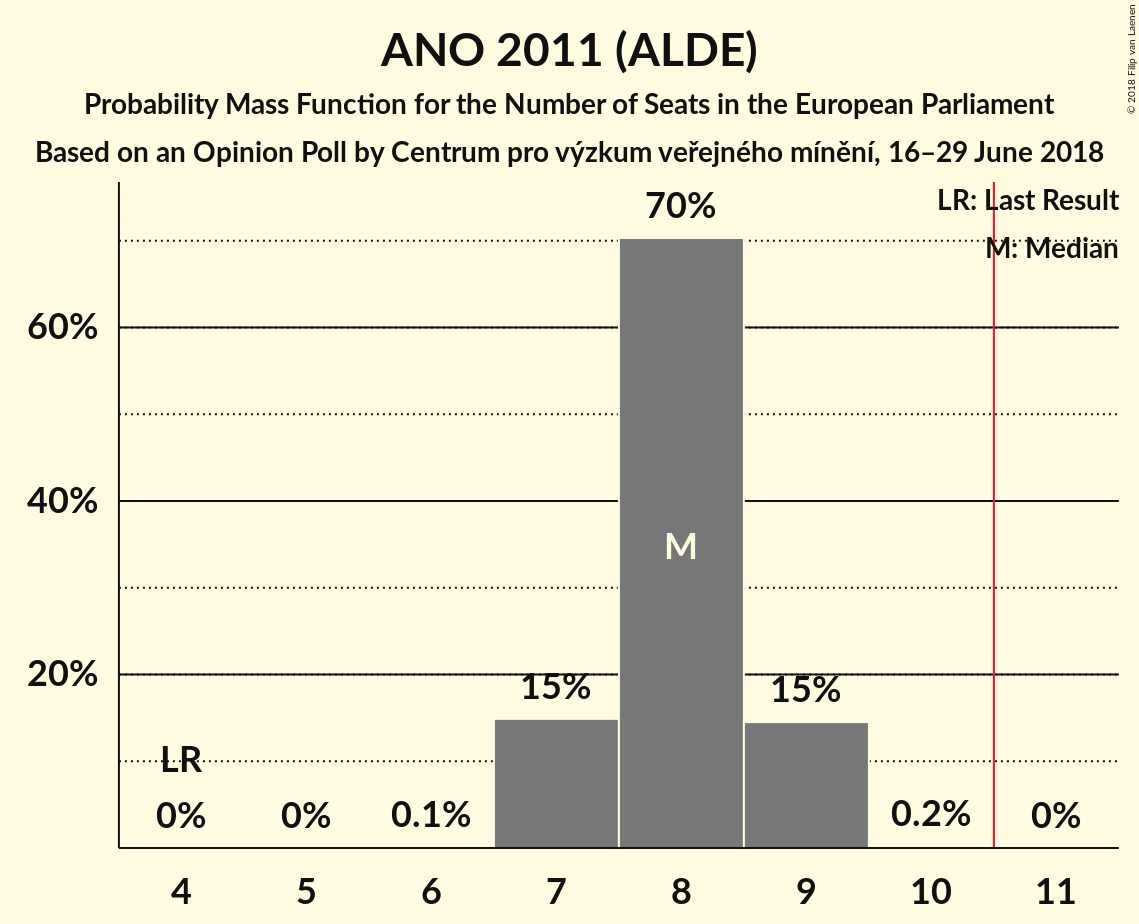 ANO 2011 (ALDE)
Probability Mass Function for the Number of Seats in the European Parliament
Based on an Opinion Poll by Centrum pro výzkum veřejného mínění, 16–29 June 2018
© 2018 Filip van Laenen
LR: Last Result
M: Median
70%
60%
40%
M
20%
15%
15%
LR
0%
0%
0.1%
0.2%
0%
4 5 6 7 8 9 10 11